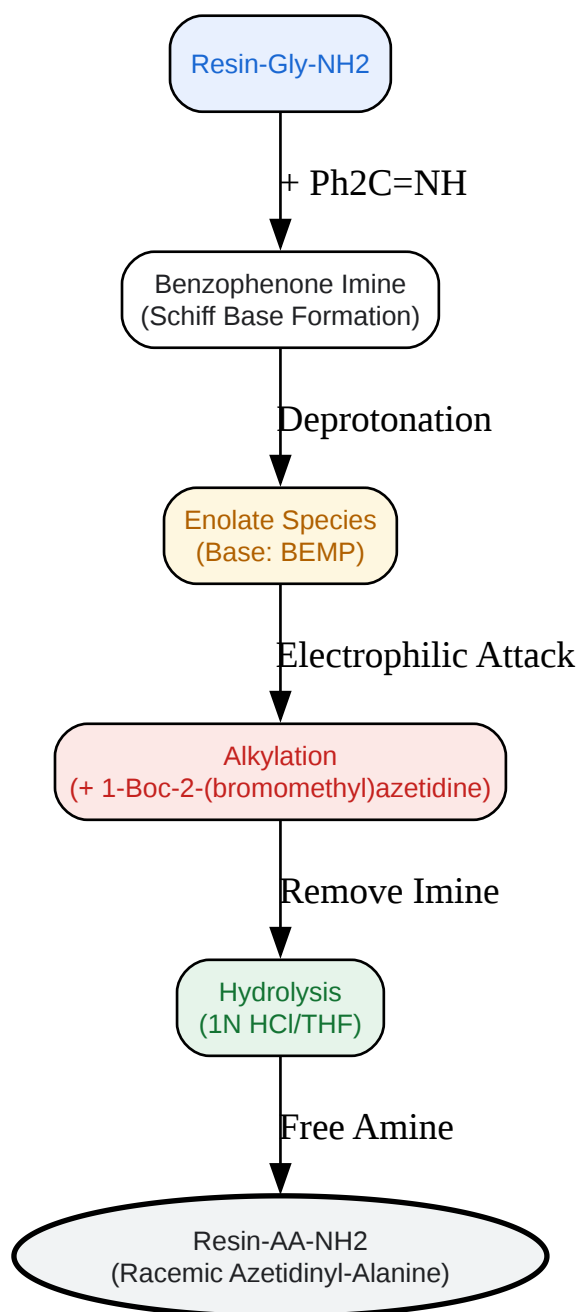 Resin-Gly-NH2
+ Ph2C=NH
Benzophenone Imine
(Schiff Base Formation)
Deprotonation
Enolate Species
(Base: BEMP)
Electrophilic Attack
Alkylation
(+ 1-Boc-2-(bromomethyl)azetidine)
Remove Imine
Hydrolysis
(1N HCl/THF)
Free Amine
Resin-AA-NH2
(Racemic Azetidinyl-Alanine)